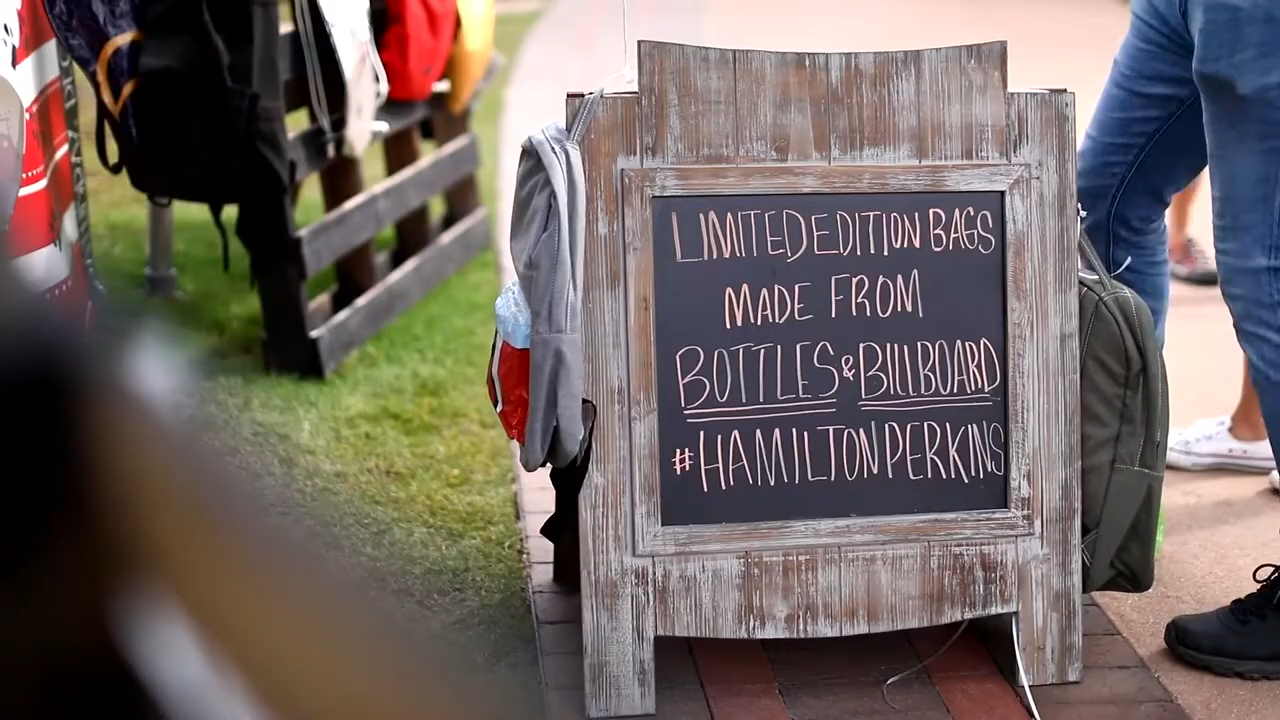 LIMITED EDITION BAGS
MADE FROM
BOTTLES & BILLBOARD
#HAMILTONPERKINS